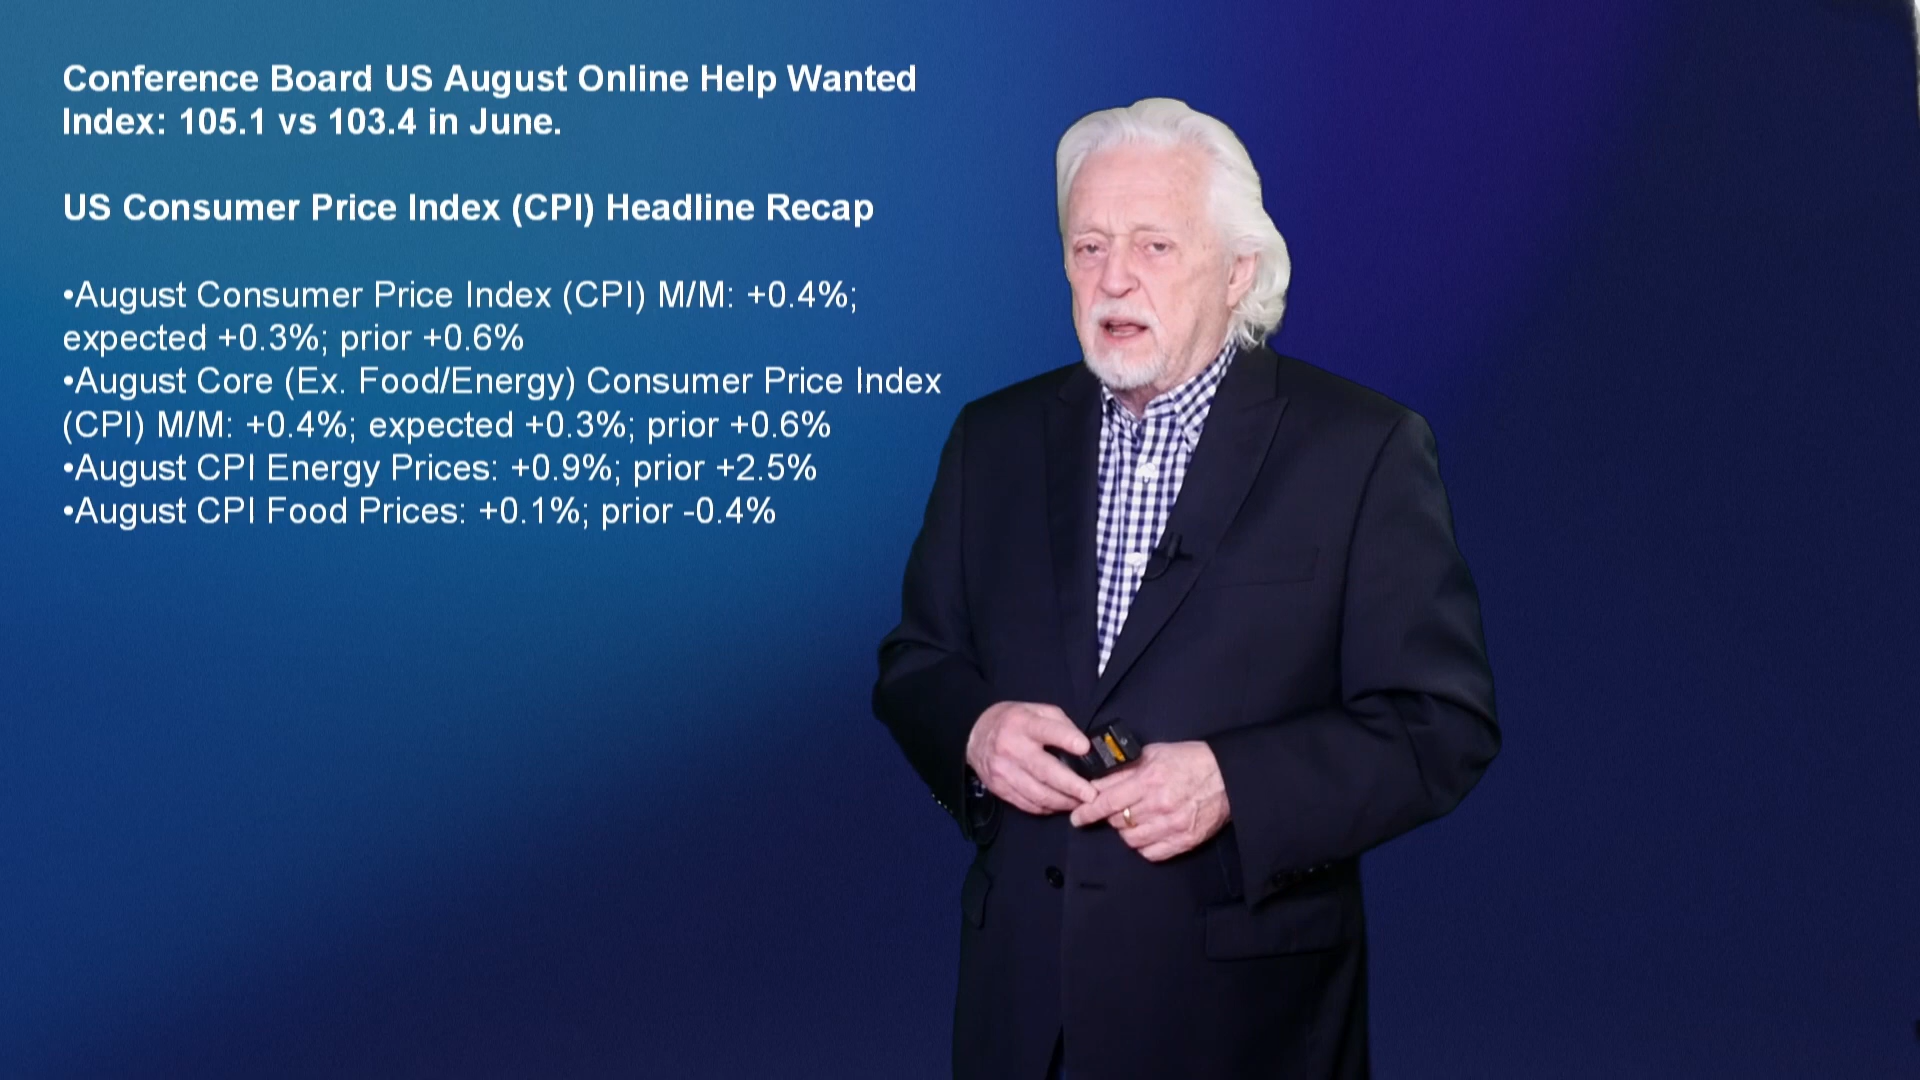 Conference Board US August Online Help Wanted
Index: 105.1 vs 103.4 in June.
US Consumer Price Index (CPI) Headline Recap
•August Consumer Price Index (CPI) M/M: +0.4%;
expected +0.3%; prior +0.6%
•August Core (Ex. Food/Energy) Consumer Price Index
(CPI) M/M: +0.4%; expected +0.3%; prior +0.6%
•August CPI Energy Prices: +0.9%; prior +2.5%
•August CPI Food Prices: +0.1%; prior -0.4%